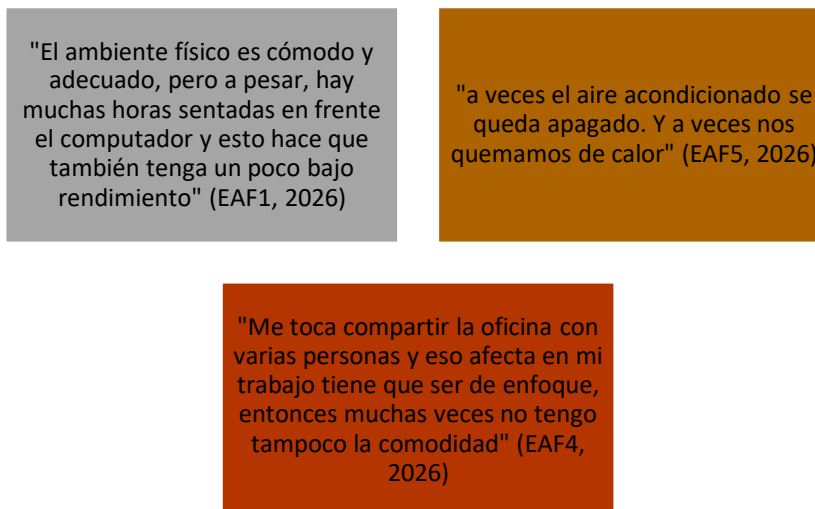 "El ambiente físico es cómodo y
adecuado, pero a pesar, hay
muchas horas sentadas en frente
el computador y esto hace que
también tenga un poco bajo
rendimiento" (EAF1, 2026)
"a veces el aire acondicionado se
queda apagado. Y a veces nos
quemamos de calor" (EAF5, 2026)
"Me toca compartir la oficina con
varias personas y eso afecta en mi
trabajo tiene que ser de enfoque,
entonces muchas veces no tengo
tampoco la comodidad" (EAF4,
2026)